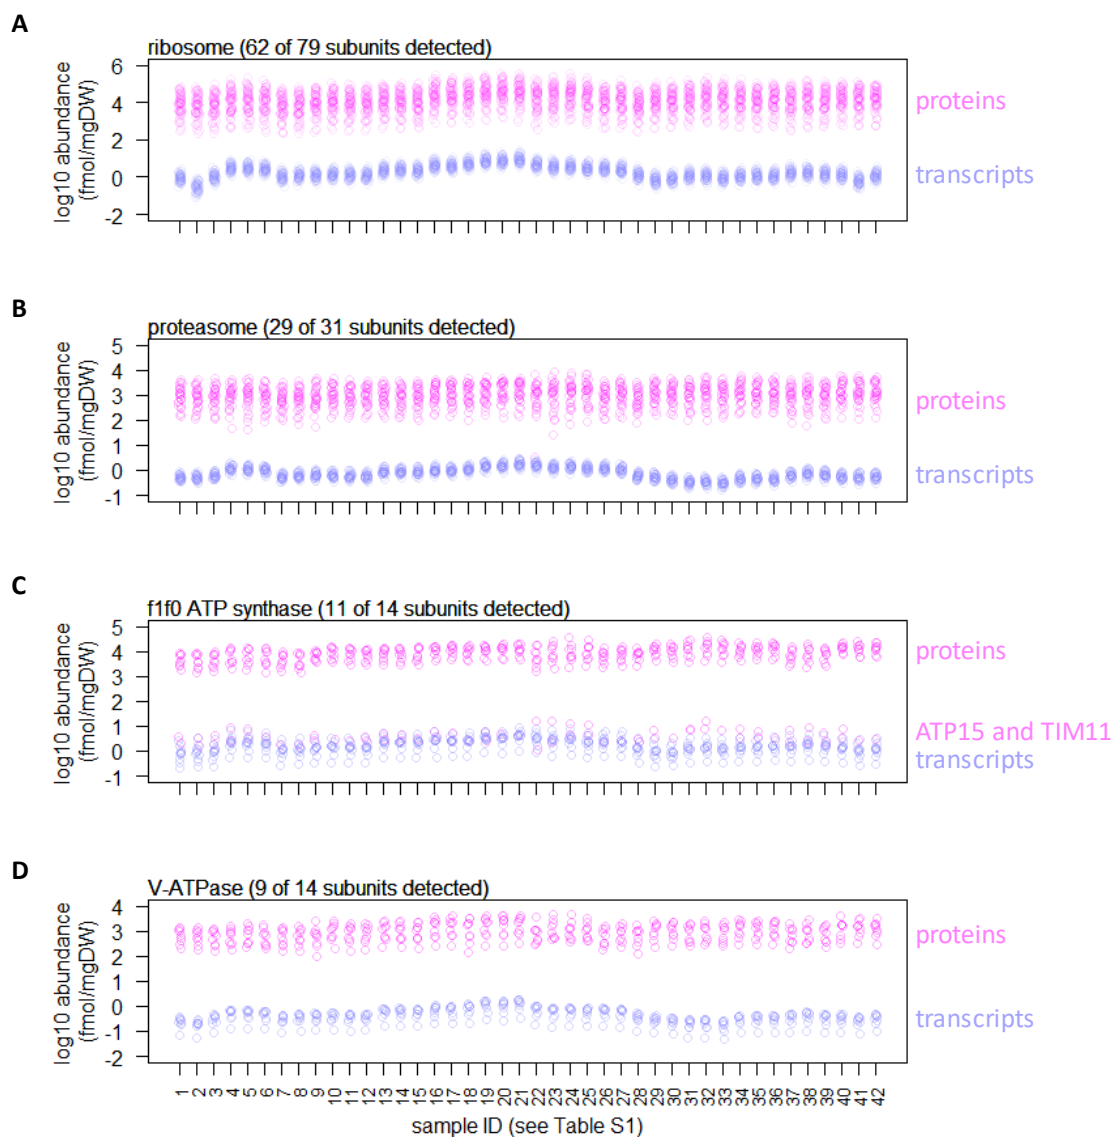 A
ribosome (62 of 79 subunits detected)
log10 abundance
(fmol/mgDW)
6
4
2
0
-2
proteins
transcripts
B
proteasome (29 of 31 subunits detected)
log10 abundance
(fmol/mgDW)
5
4
3
2
1
0
-1
proteins
transcripts
C
f1f0 ATP synthase (11 of 14 subunits detected)
log10 abundance
(fmol/mgDW)
5
4
3
2
1
0
-1
proteins
ATP15 and TIM11
transcripts
D
V-ATPase (9 of 14 subunits detected)
log10 abundance
(fmol/mgDW)
4
3
2
1
0
-1
-2
proteins
transcripts
1 2 3 4 5 6 7 8 9 10 11 12 13 14 15 16 17 18 19 20 21 22 23 24 25 26 27 28 29 30 31 32 33 34 35 36 37 38 39 40 41 42
sample ID (see Table S1)